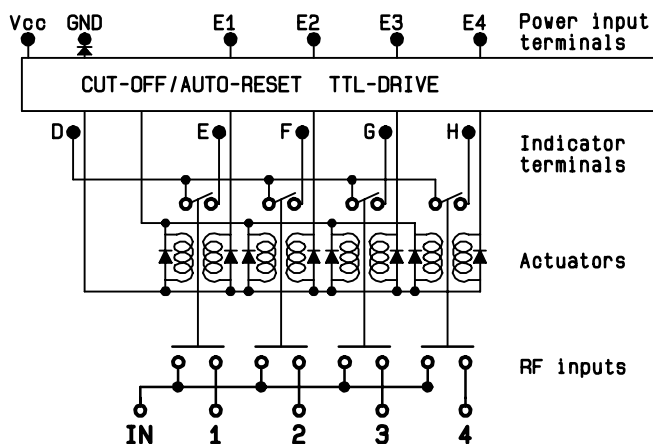 Vcc GND E1 E2 E3 E4 Power input
terminals
CUT-OFF/AUTO-RESET TTL-DRIVE
D E F G H Indicator
terminals
Actuators
RF inputs
IN 1 2 3 4